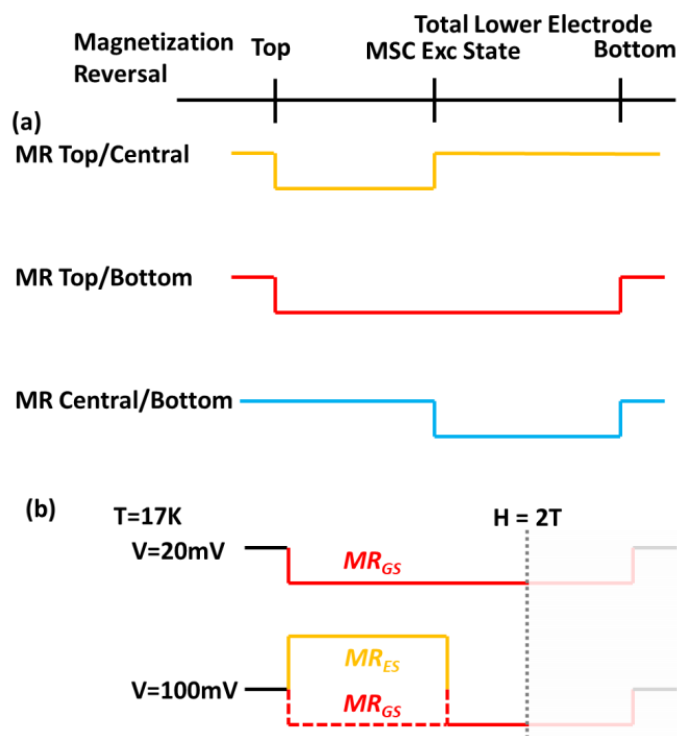 Total Lower Electrode
Magnetization Reversal
Top
MSC Exc State
Bottom
(a)
MR Top/Central
MR Top/Bottom
MR Central/Bottom
(b)
T=17K
H = 2T
V=20mV
MRGS
MRES
V=100mV
MRGS